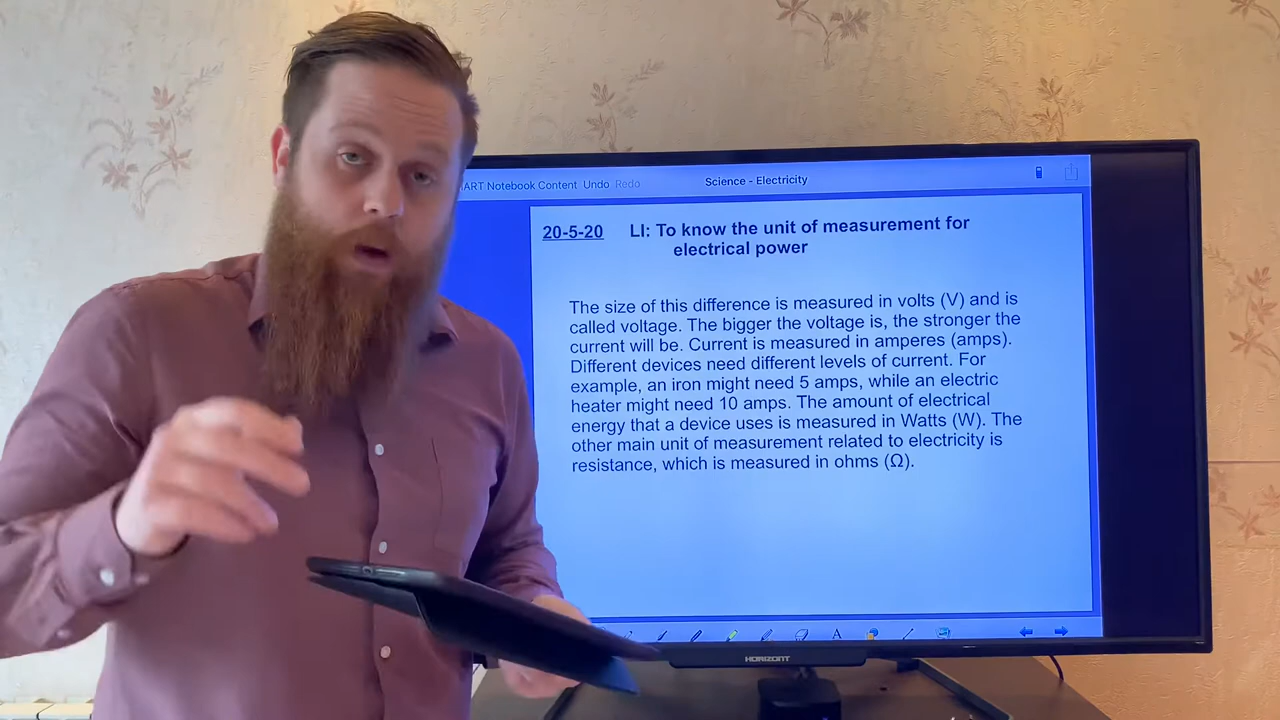 ART Notebook Content Undo Redo Science - Electricity
20-5-20 LI: To know the unit of measurement for
electrical power
The size of this difference is measured in volts (V) and is
called voltage. The bigger the voltage is, the stronger the
current will be. Current is measured in amperes (amps).
Different devices need different levels of current. For
example, an iron might need 5 amps, while an electric
heater might need 10 amps. The amount of electrical
energy that a device uses is measured in Watts (W). The
other main unit of measurement related to electricity is
resistance, which is measured in ohms (Ω).
A
HORIZONT